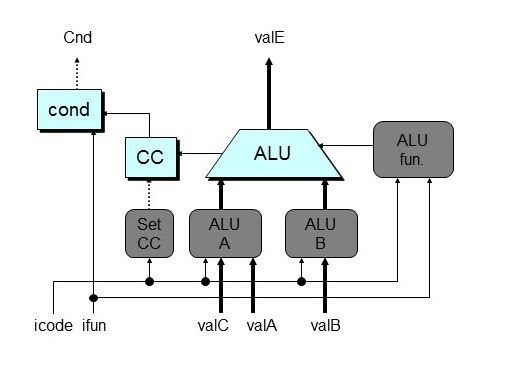 Cnd
valE
cond
CC
ALU
ALU
fun.
Set
CC
ALU
A
ALU
B
icode
ifun
valC
valA
valB